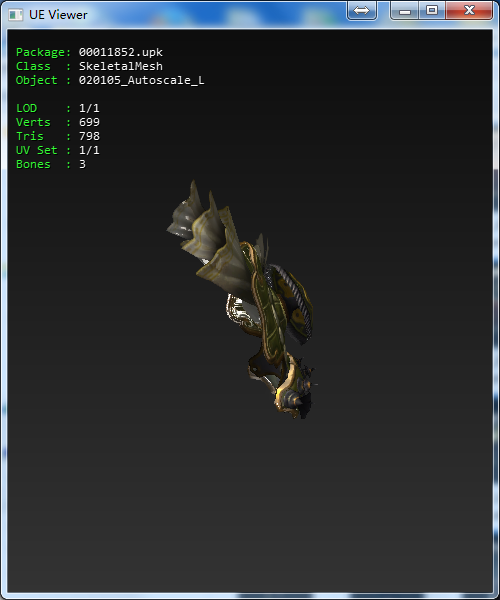 UE Viewer
Package: 00011852.upk
Class  : SkeletalMesh
Object : 020105_Autoscale_L
LOD    : 1/1
Verts  : 699
Tris   : 798
UV Set : 1/1
Bones  : 3